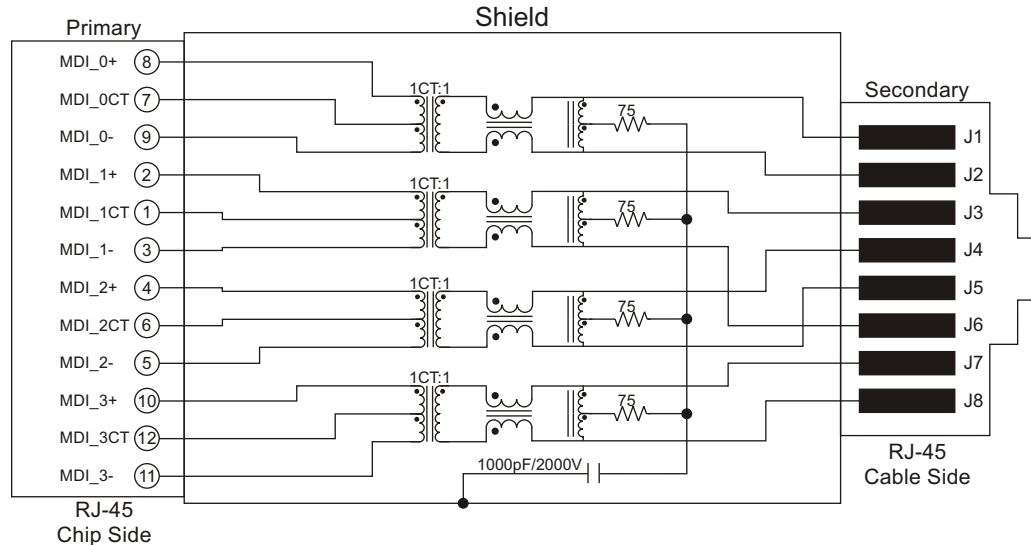 Shield
Primary
MDI_0+ 8
MDI_0CT 7
MDI_0- 9
MDI_1+ 2
MDI_1CT 1
MDI_1- 3
MDI_2+ 4
MDI_2CT 6
MDI_2- 5
MDI_3+ 10
MDI_3CT 12
MDI_3- 11
RJ-45
Chip Side
1CT:1
75
1CT:1
75
1CT:1
75
1CT:1
75
1000pF/2000V
Secondary
J1
J2
J3
J4
J5
J6
J7
J8
RJ-45
Cable Side